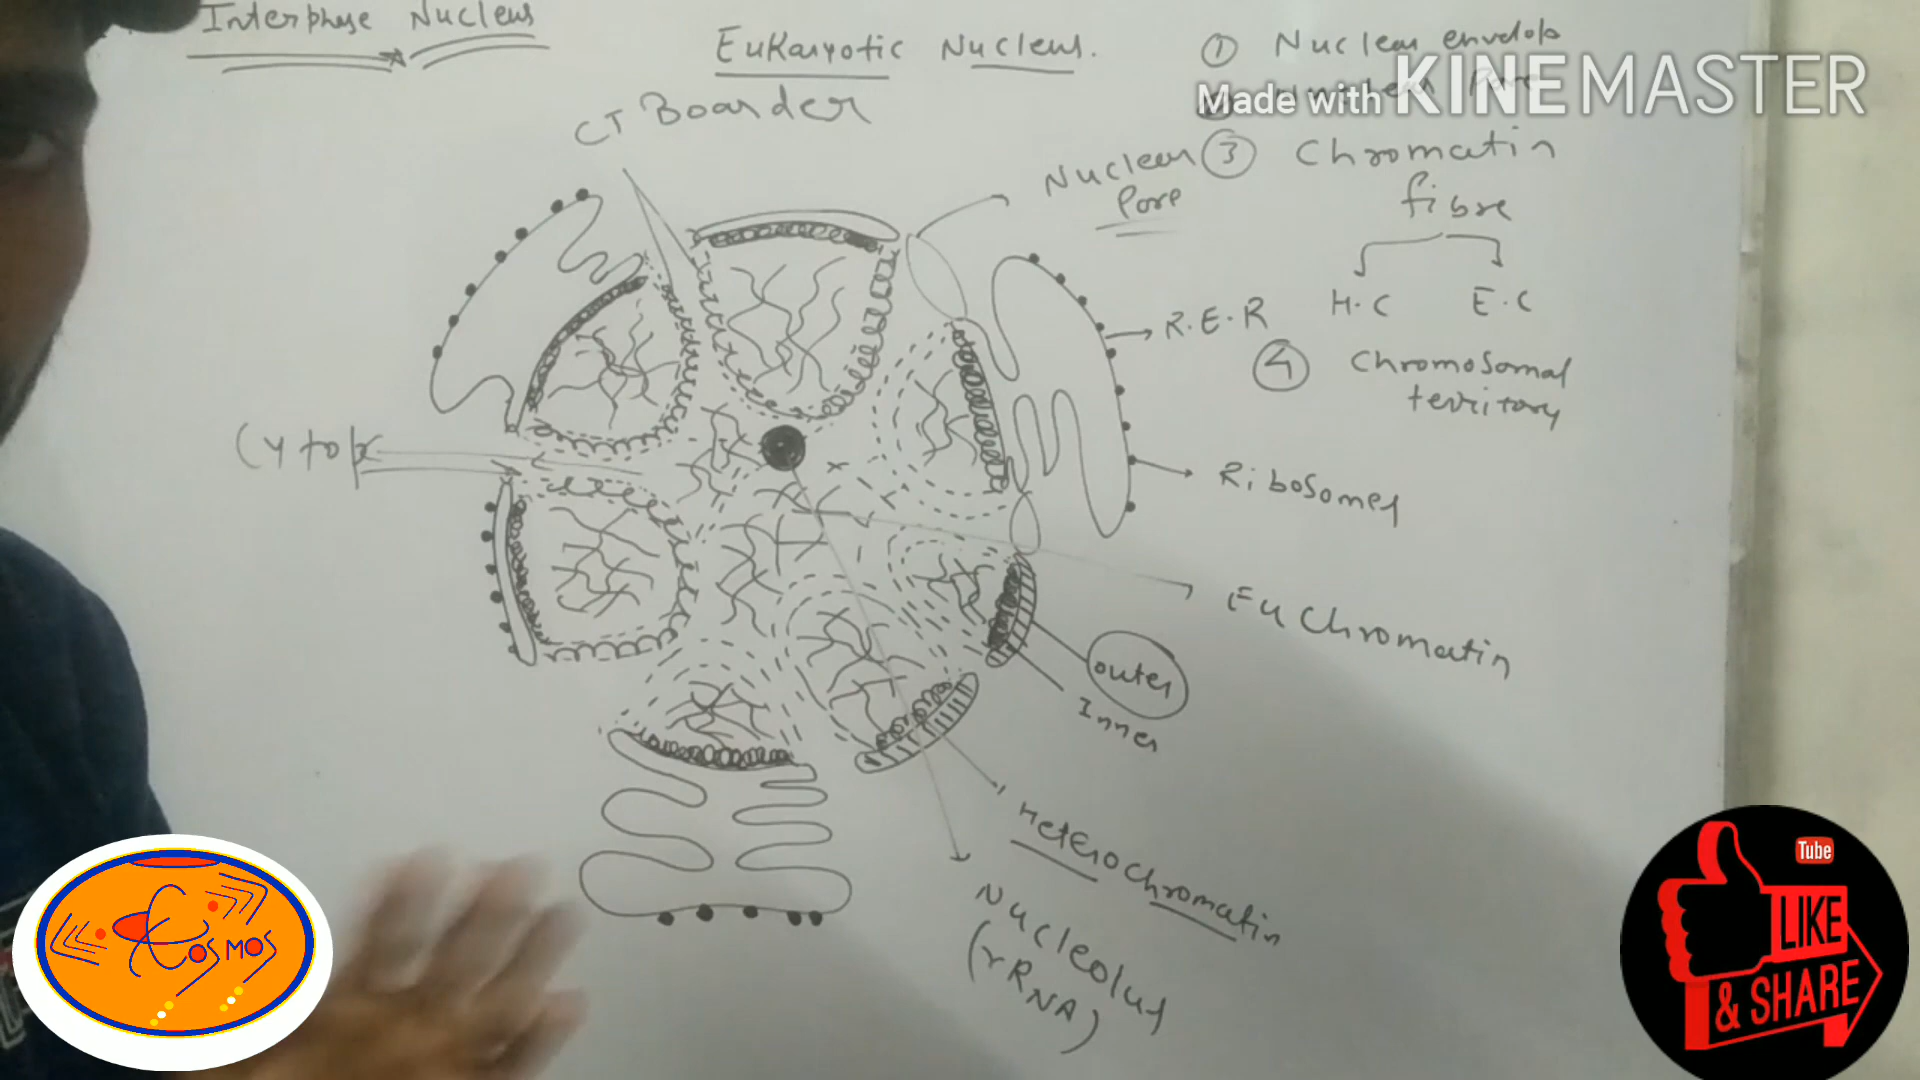 Interphase Nucleus
Eukaryotic Nucleus.
① Nuclear envelop
Made with KINEMASTER
CT Boarder
Nuclear
Pore
③ Chromatin
fibre
H.C E.C
R.E.R
④ Chromosomal
territory
Cytop
Ribosomes
Euchromatin
outer
Inner
Heterochromatin
Nucleolus
(rRNA)
COSMOS
Tube
LIKE
& SHARE